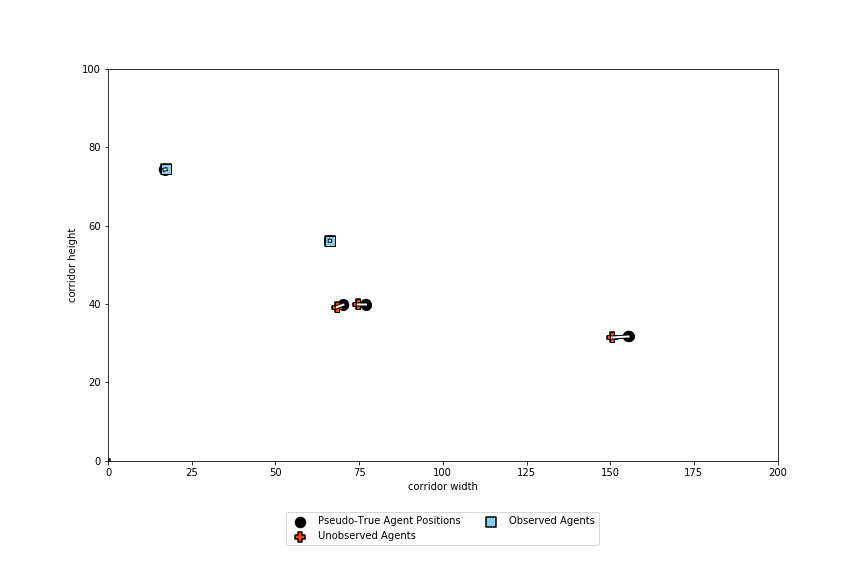 100
80
60
40
20
0
corridor height
0 25 50 75 100 125 150 175 200
corridor width
Pseudo-True Agent Positions Observed Agents
Unobserved Agents